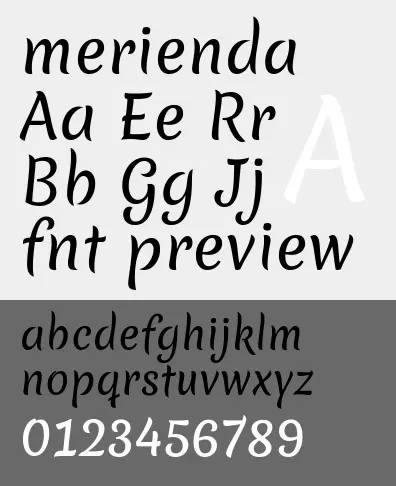 merienda
Aa Ee Rr
A
Bb Gg Jj
fnt preview
abcdefghijklm
nopqrstuvwxyz
0123456789